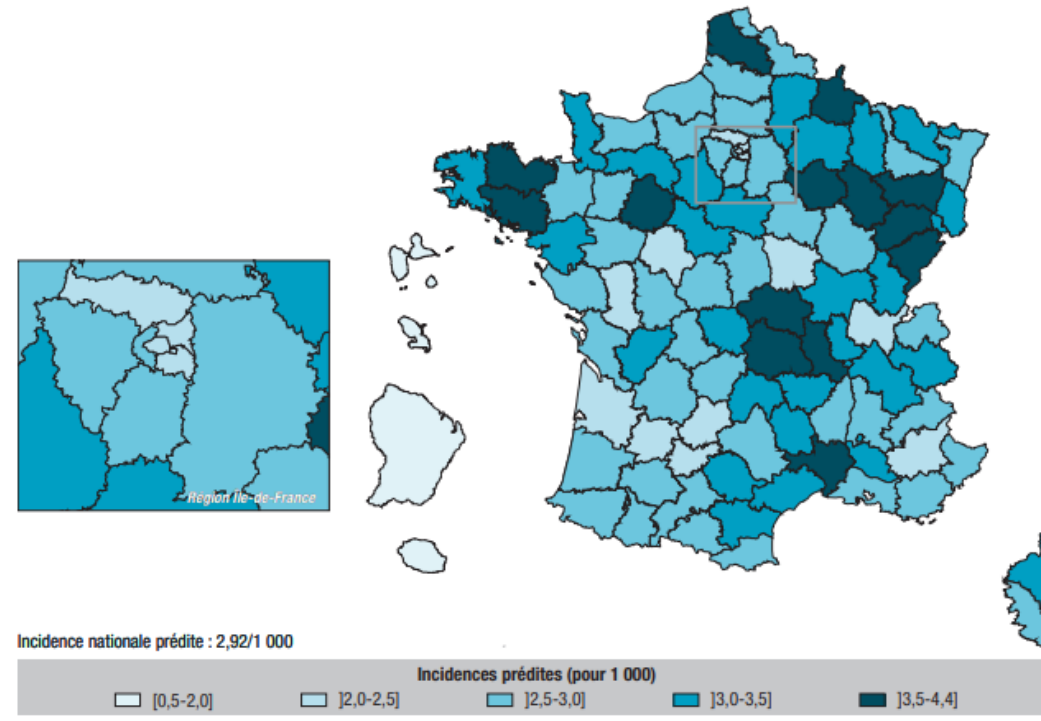 Région Île-de-France
Incidence nationale prédite : 2,92/1 000
Incidences prédites (pour 1 000)
[0,5-2,0] ]2,0-2,5] ]2,5-3,0] ]3,0-3,5] ]3,5-4,4]